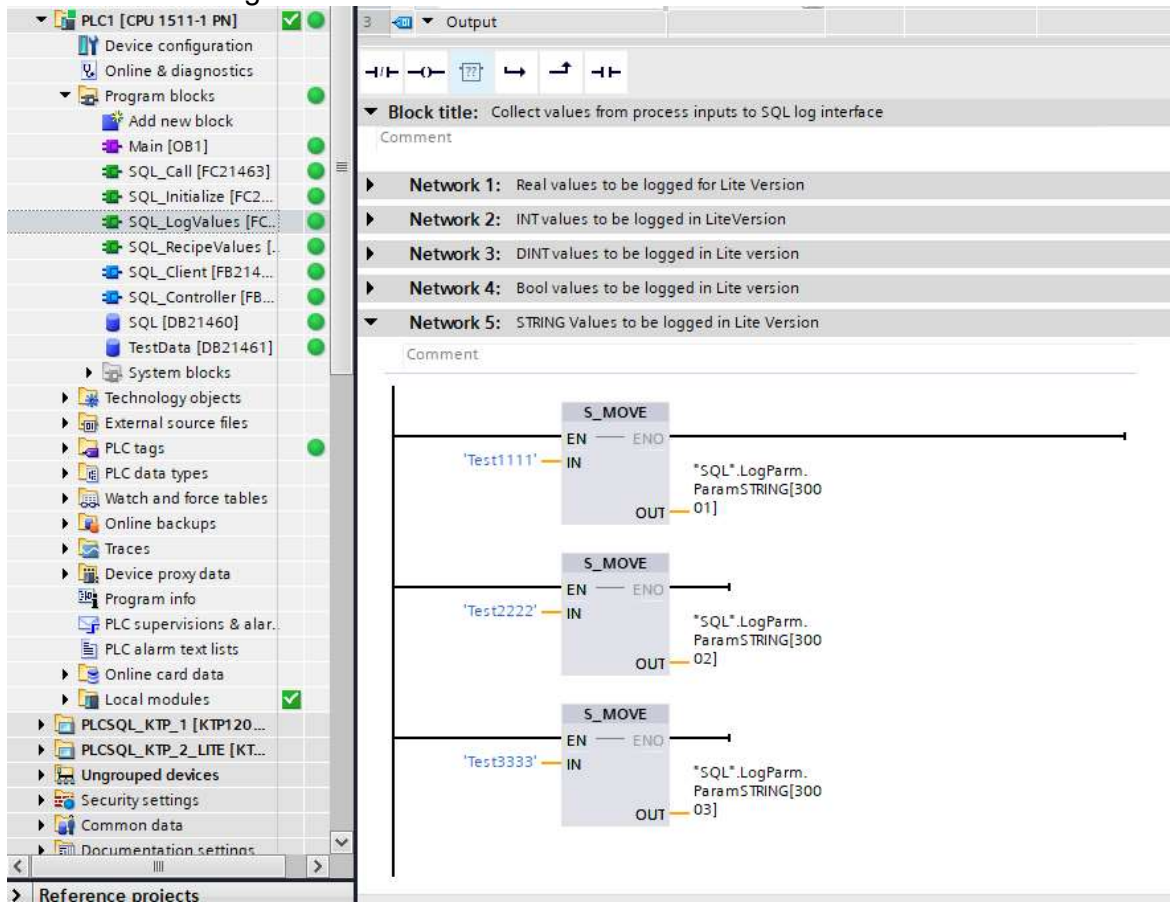 PLC1 [CPU 1511-1 PN]
Device configuration
Online & diagnostics
Program blocks
Add new block
Main [OB1]
SQL_Call [FC21463]
SQL_Initialize [FC2...
SQL_LogValues [FC...
SQL_RecipeValues [...
SQL_Client [FB214...
SQL_Controller [FB...
SQL [DB21460]
TestData [DB21461]
System blocks
Technology objects
External source files
PLC tags
PLC data types
Watch and force tables
Online backups
Traces
Device proxy data
Program info
PLC supervisions & alar...
PLC alarm text lists
Online card data
Local modules
PLCSQL_KTP_1 [KTP120...
PLCSQL_KTP_2_LITE [KT...
Ungrouped devices
Security settings
Common data
Documentation settings
Reference projects
3 Output
??
Block title: Collect values from process inputs to SQL log interface
Comment
Network 1: Real values to be logged for Lite Version
Network 2: INT values to be logged in LiteVersion
Network 3: DINT values to be logged in Lite version
Network 4: Bool values to be logged in Lite version
Network 5: STRING Values to be logged in Lite Version
Comment
S_MOVE
EN ENO
'Test1111' IN
"SQL".LogParm.
ParamSTRING[300
OUT 01]
S_MOVE
EN ENO
'Test2222' IN
"SQL".LogParm.
ParamSTRING[300
OUT 02]
S_MOVE
EN ENO
'Test3333' IN
"SQL".LogParm.
ParamSTRING[300
OUT 03]